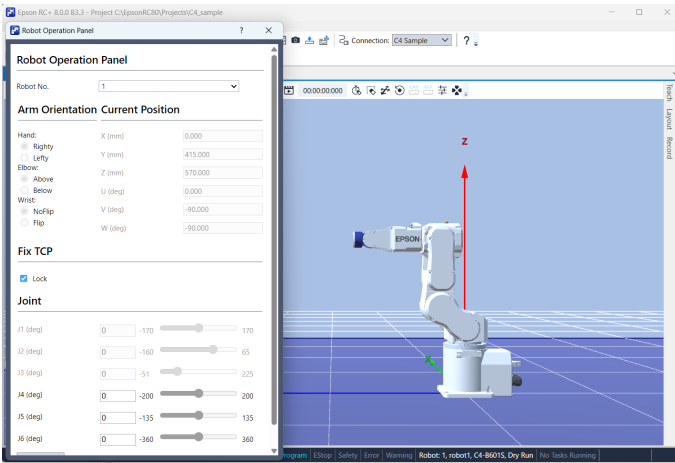 Epson RC+ 8.0.0 B3.3 - Project C:\EpsonRC80\Projects\C4_sample
Robot Operation Panel ?
Connection: C4 Sample ?
Robot Operation Panel
Robot No. 1
00:00:00:000
Arm Orientation Current Position
Hand:
Righty
Lefty
Elbow:
Above
Below
Wrist:
NoFlip
Flip
X (mm) 0.000
Y (mm) 415.000
Z (mm) 570.000
U (deg) 0.000
V (deg) -90.000
W (deg) -90.000
Fix TCP
Lock
Joint
J1 (deg) 0 -170 170
J2 (deg) 0 -160 65
J3 (deg) 0 -51 225
J4 (deg) 0 -200 200
J5 (deg) 0 -135 135
J6 (deg) 0 -360 360
Z
EPSON
X
Teach
Layout
Record
rogram EStop Safety Error Warning Robot: 1, robot1, C4-B601S, Dry Run No Tasks Running